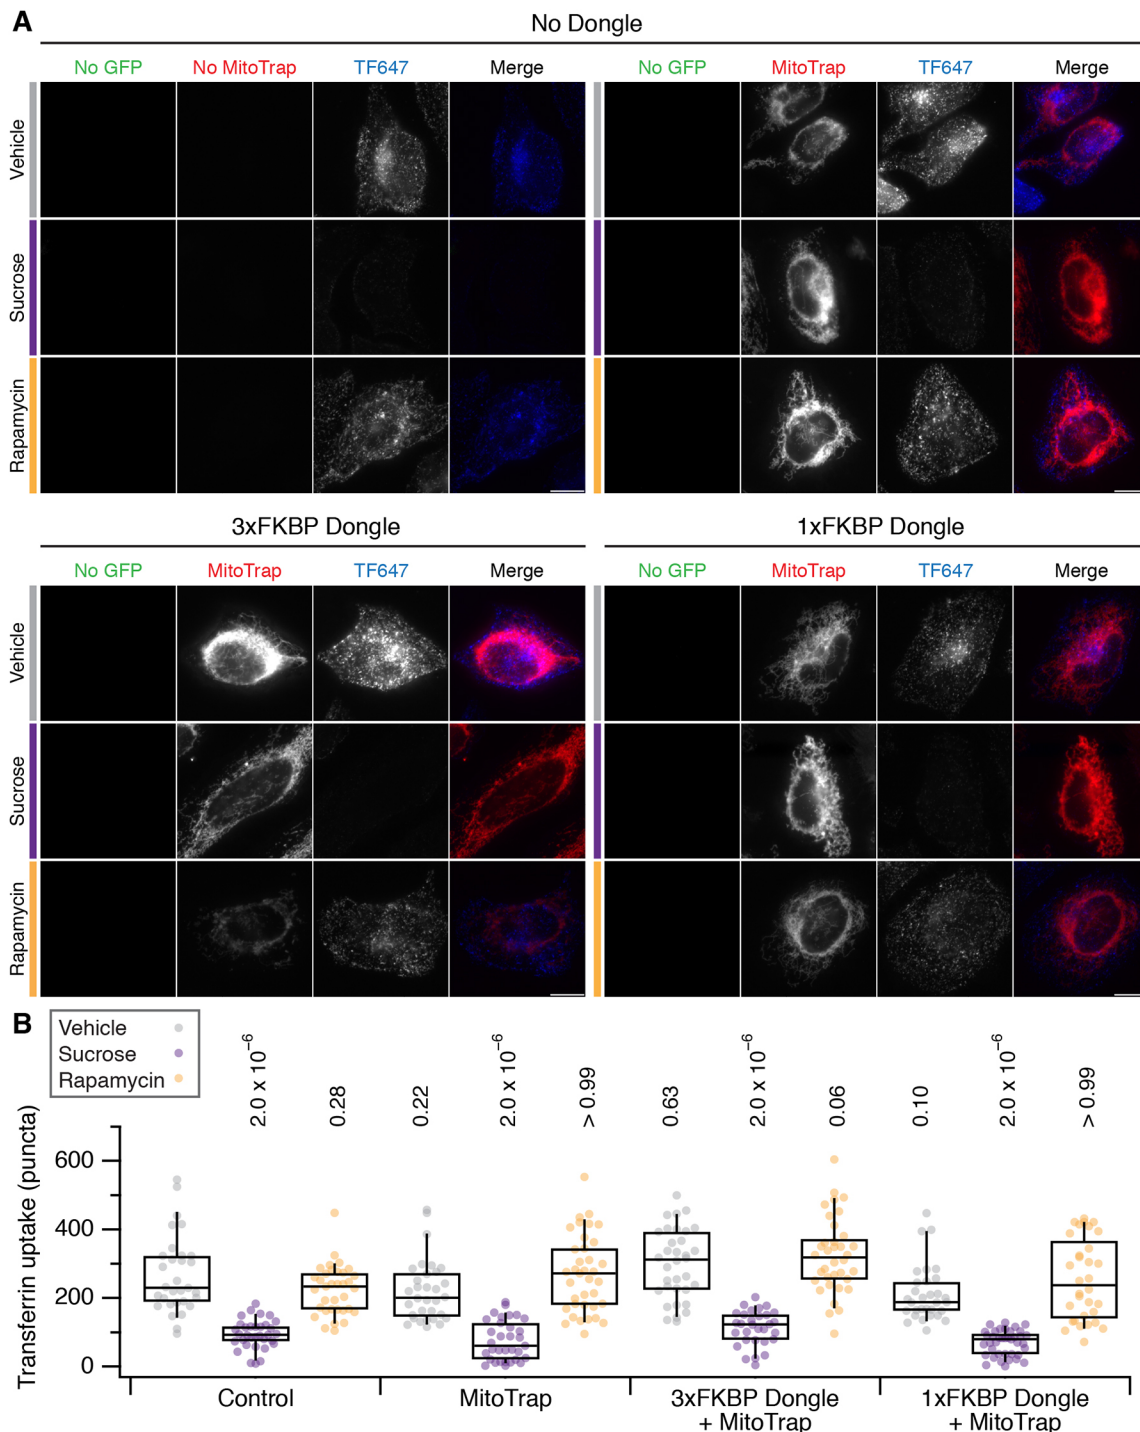 A
No Dongle
No GFP No MitoTrap TF647 Merge No GFP MitoTrap TF647 Merge
Vehicle
Sucrose
Rapamycin
3xFKBP Dongle 1xFKBP Dongle
No GFP MitoTrap TF647 Merge No GFP MitoTrap TF647 Merge
Vehicle
Sucrose
Rapamycin
B
Vehicle
Sucrose
Rapamycin
2.0 x 10⁻⁶ 0.28 0.22 2.0 x 10⁻⁶ > 0.99 0.63 2.0 x 10⁻⁶ 0.06 0.10 2.0 x 10⁻⁶ > 0.99
Transferrin uptake (puncta)
600
400
200
0
Control MitoTrap 3xFKBP Dongle 1xFKBP Dongle
+ MitoTrap + MitoTrap